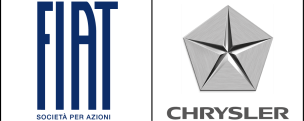 FIAT
SOCIETÀ PER AZIONI
CHRYSLER